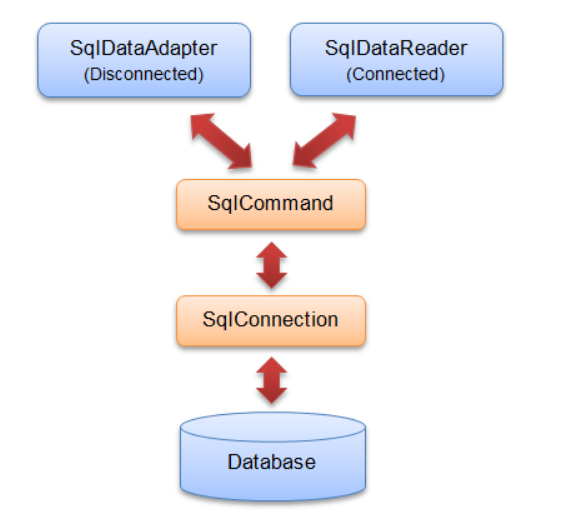 SqlDataAdapter
(Disconnected)
SqlDataReader
(Connected)
SqlCommand
SqlConnection
Database